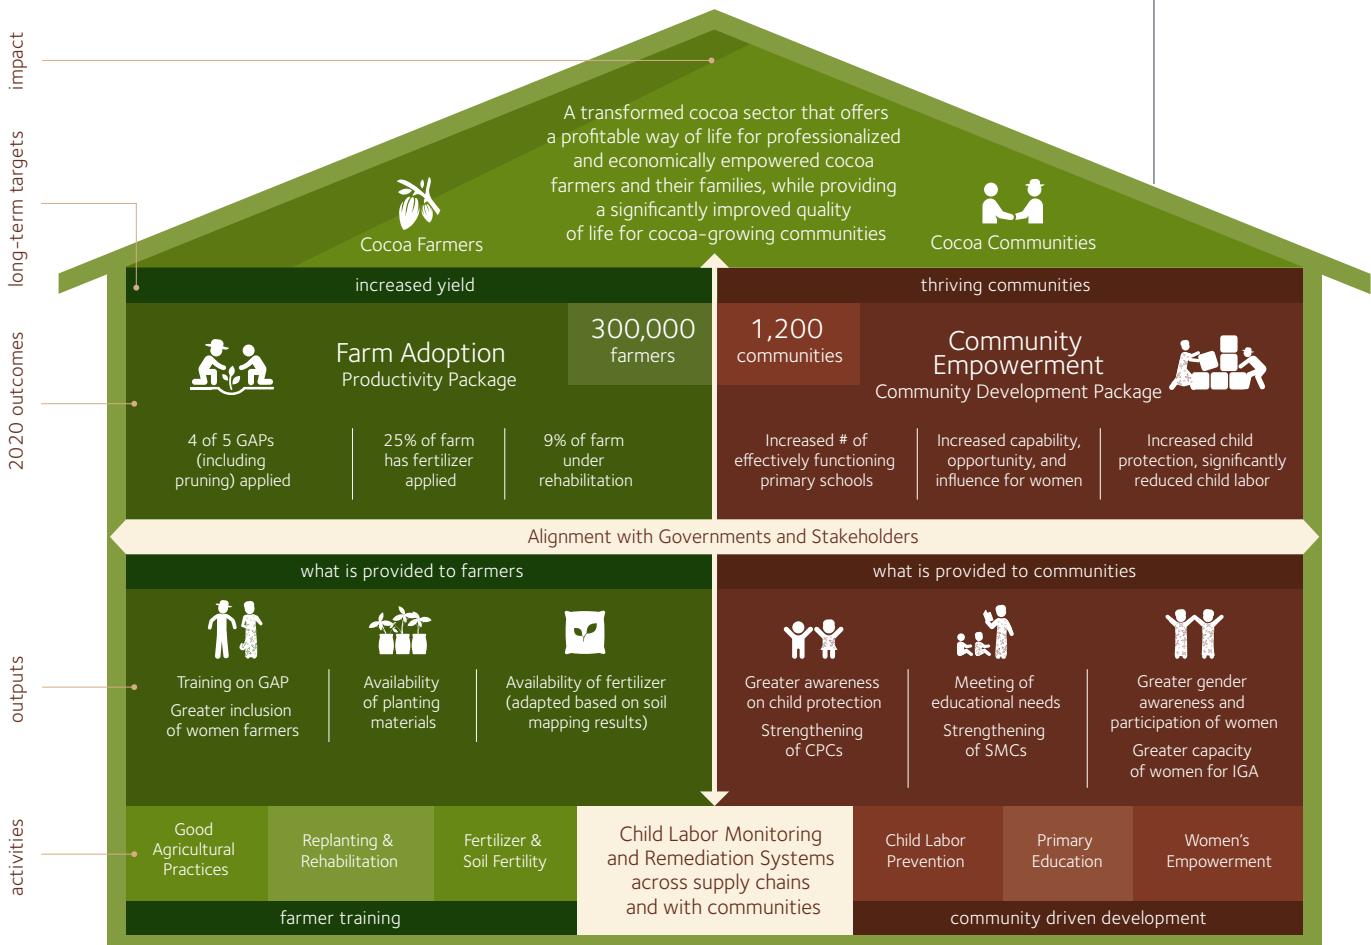 impact
long-term targets
2020 outcomes
outputs
activities
A transformed cocoa sector that offers
a profitable way of life for professionalized
and economically empowered cocoa
farmers and their families, while providing
a significantly improved quality
of life for cocoa-growing communities
Cocoa Farmers
Cocoa Communities
increased yield
thriving communities
Farm Adoption
Productivity Package
300,000
farmers
1,200
communities
Community
Empowerment
Community Development Package
4 of 5 GAPs
(including
pruning) applied
25% of farm
has fertilizer
applied
9% of farm
under
rehabilitation
Increased # of
effectively functioning
primary schools
Increased capability,
opportunity, and
influence for women
Increased child
protection, significantly
reduced child labor
Alignment with Governments and Stakeholders
what is provided to farmers
what is provided to communities
Training on GAP
Greater inclusion
of women farmers
Availability
of planting
materials
Availability of fertilizer
(adapted based on soil
mapping results)
Greater awareness
on child protection
Strengthening
of CPCs
Meeting of
educational needs
Strengthening
of SMCs
Greater gender
awareness and
participation of women
Greater capacity
of women for IGA
Good
Agricultural
Practices
Replanting &
Rehabilitation
Fertilizer &
Soil Fertility
Child Labor Monitoring
and Remediation Systems
across supply chains
and with communities
Child Labor
Prevention
Primary
Education
Women's
Empowerment
farmer training
community driven development